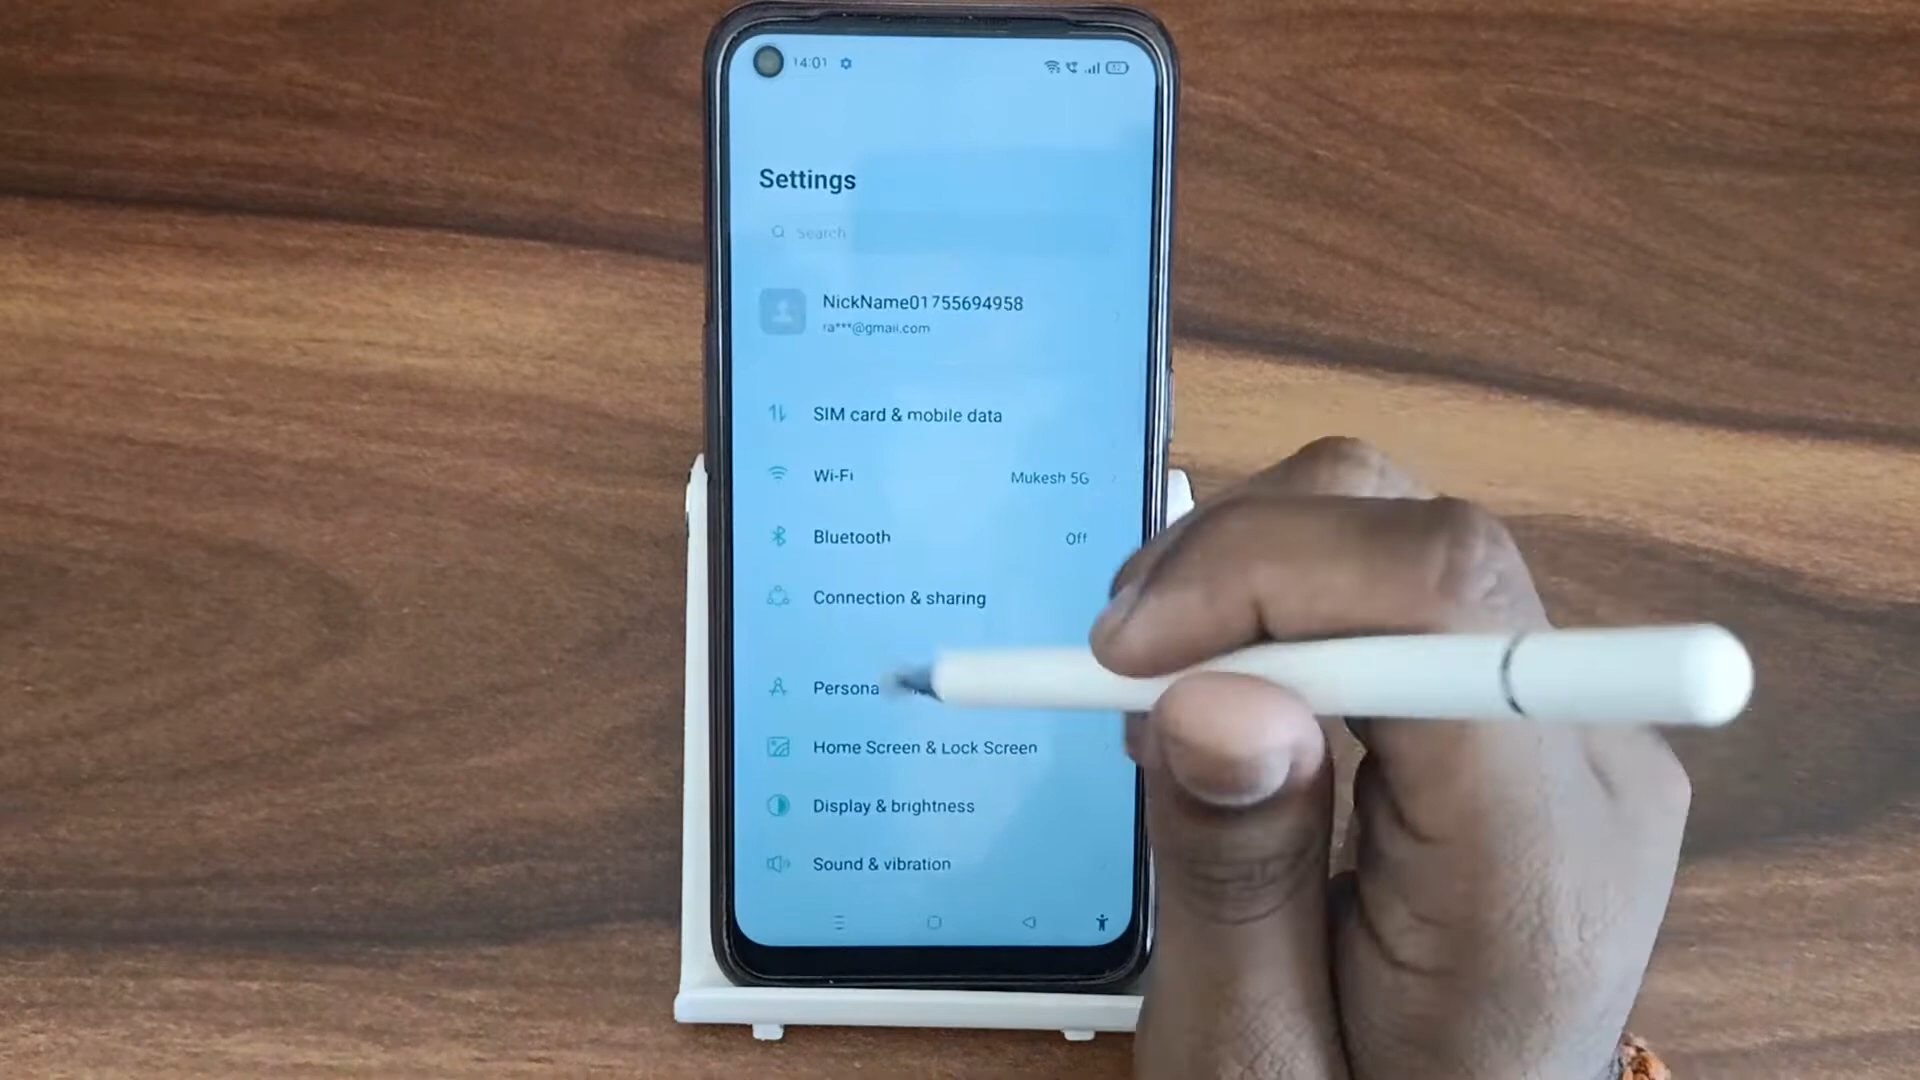 14:01
Settings
Search
NickName01755694958
ra***@gmail.com
SIM card & mobile data
Wi-Fi Mukesh 5G
Bluetooth Off
Connection & sharing
Persona
Home Screen & Lock Screen
Display & brightness
Sound & vibration